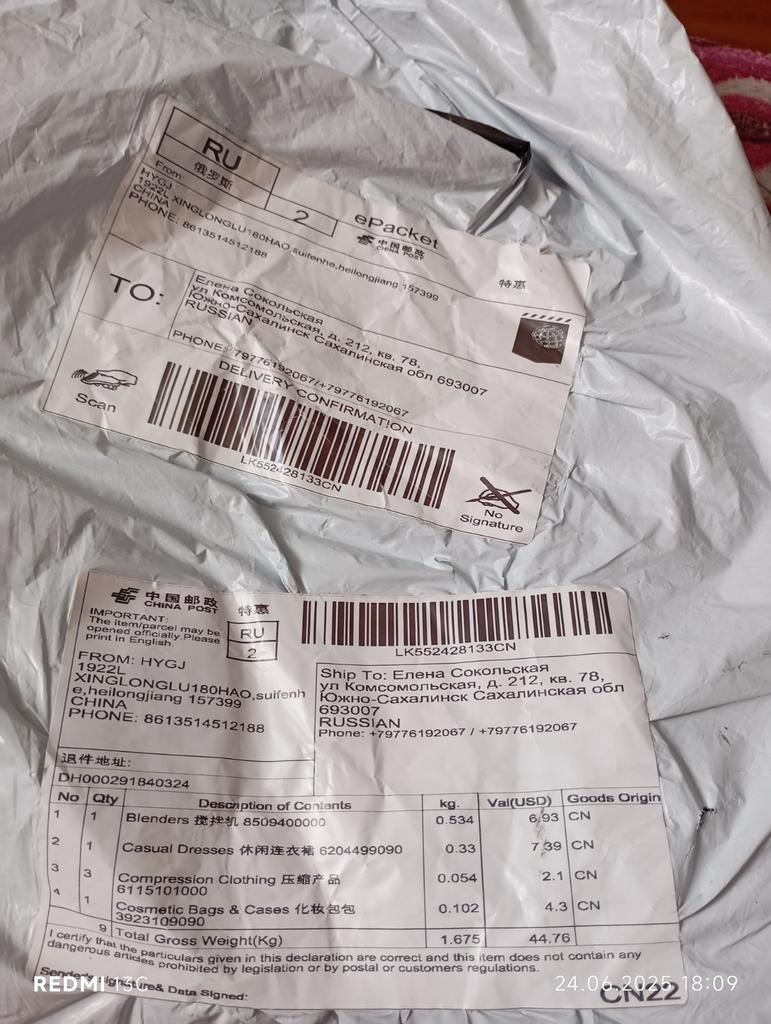 RU
俄罗斯
2
ePacket
中国邮政
CHINA POST
From:
HYGJ
1922L XINGLONGLU180HAO,suifenhe,heilongjiang 157399
CHINA
PHONE: 8613514512188
特惠
TO:
Елена Сокольская
ул Комсомольская, д. 212, кв. 78,
Южно-Сахалинск Сахалинская обл 693007
RUSSIAN
PHONE: +79776192067/+79776192067
DELIVERY CONFIRMATION
Scan
LK552428133CN
No
Signature
中国邮政
CHINA POST
特惠
IMPORTANT:
The item/parcel may be
opened officially.Please
print in English.
RU
2
LK552428133CN
FROM: HYGJ
1922L
XINGLONGLU180HAO,suifenh
e,heilongjiang 157399
CHINA
PHONE: 8613514512188
Ship To: Елена Сокольская
ул Комсомольская, д. 212, кв. 78,
Южно-Сахалинск Сахалинская обл
693007
RUSSIAN
Phone: +79776192067 / +79776192067
退件地址:
DH000291840324
No Qty Description of Contents kg. Val(USD) Goods Origin
1 1 Blenders 搅拌机 8509400000 0.534 6.93 CN
2 1 Casual Dresses 休闲连衣裙 6204499090 0.33 7.39 CN
3 3 Compression Clothing 压缩产品 0.054 2.1 CN
6115101000
4 1 Cosmetic Bags & Cases 化妆包包 0.102 4.3 CN
3923109090
9 Total Gross Weight(Kg) 1.675 44.76
I certify that the particulars given in this declaration are correct and this item does not contain any
dangerous articles prohibited by legislation or by postal or customers regulations.
Sender's Signature& Data Signed:
CN22
REDMI 13C
24.06.2025 18:09